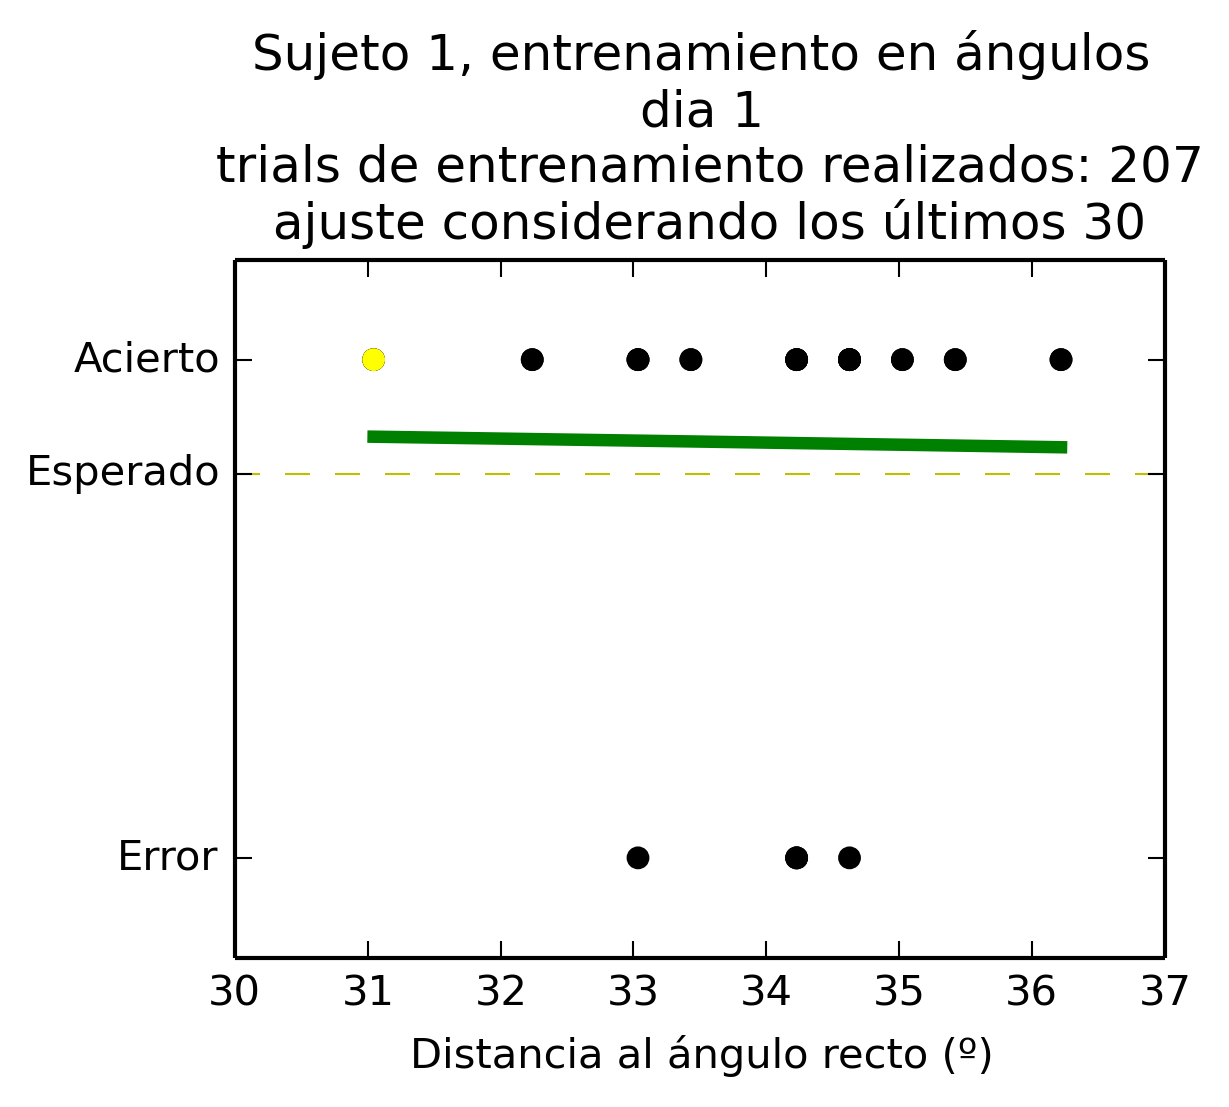 Sujeto 1, entrenamiento en ángulos
dia 1
trials de entrenamiento realizados: 207
ajuste considerando los últimos 30
Acierto
Esperado
Error
30 31 32 33 34 35 36 37
Distancia al ángulo recto (º)